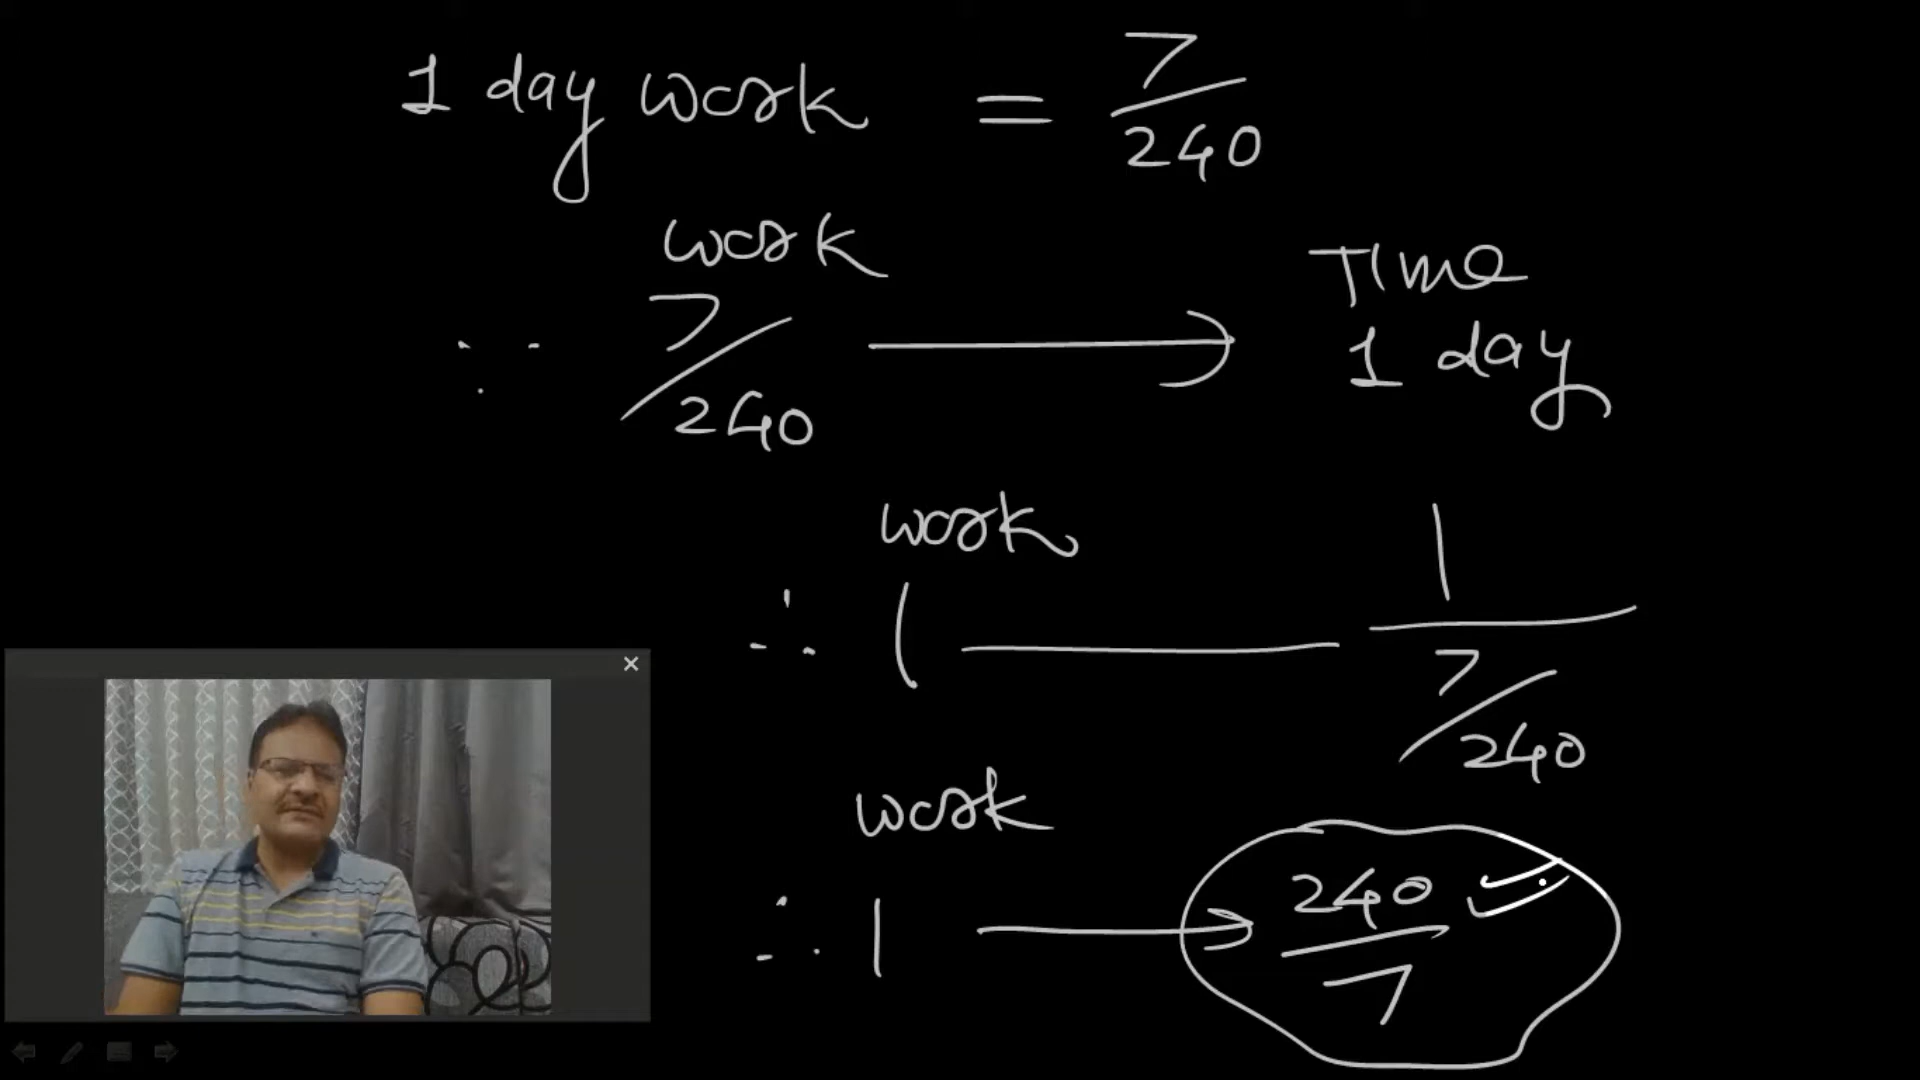 1 day work = 7/240
work Time
∵ 7/240 → 1 day
work
∴ 1 — 1/(7/240)
work
∴ 1 → 240/7